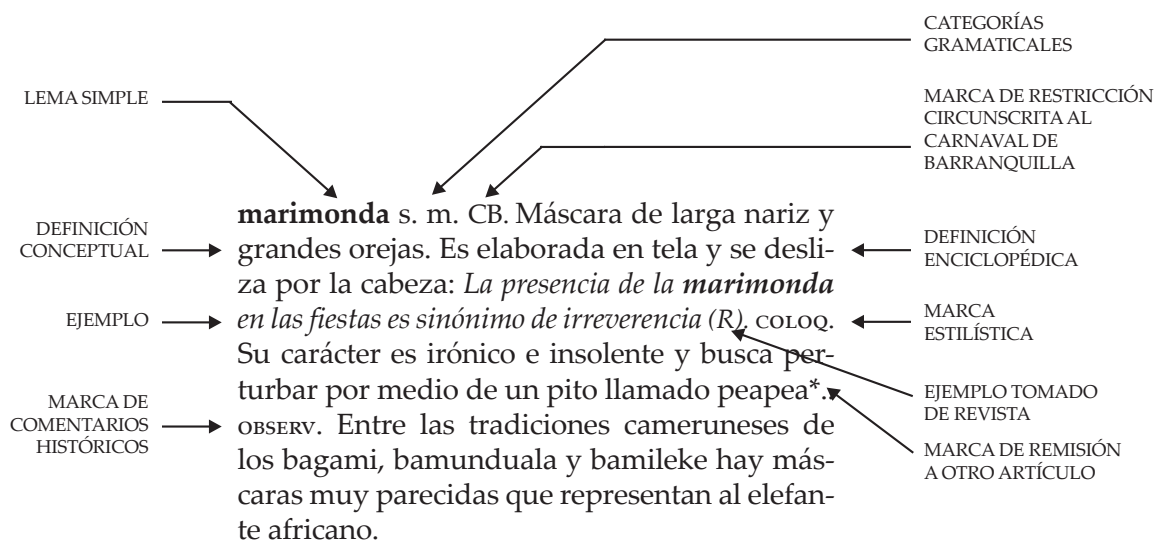 CATEGORÍAS
GRAMATICALES
LEMA SIMPLE
MARCA DE RESTRICCIÓN
CIRCUNSCRITA AL
CARNAVAL DE
BARRANQUILLA
marimonda s. m. CB. Máscara de larga nariz y
grandes orejas. Es elaborada en tela y se desli-
za por la cabeza: La presencia de la marimonda
en las fiestas es sinónimo de irreverencia (R). COLOQ.
Su carácter es irónico e insolente y busca per-
turbar por medio de un pito llamado peapea*..
OBSERV. Entre las tradiciones cameruneses de
los bagami, bamunduala y bamileke hay más-
caras muy parecidas que representan al elefan-
te africano.
DEFINICIÓN
CONCEPTUAL
EJEMPLO
MARCA DE
COMENTARIOS
HISTÓRICOS
DEFINICIÓN
ENCICLOPÉDICA
MARCA
ESTILÍSTICA
EJEMPLO TOMADO
DE REVISTA
MARCA DE REMISIÓN
A OTRO ARTÍCULO